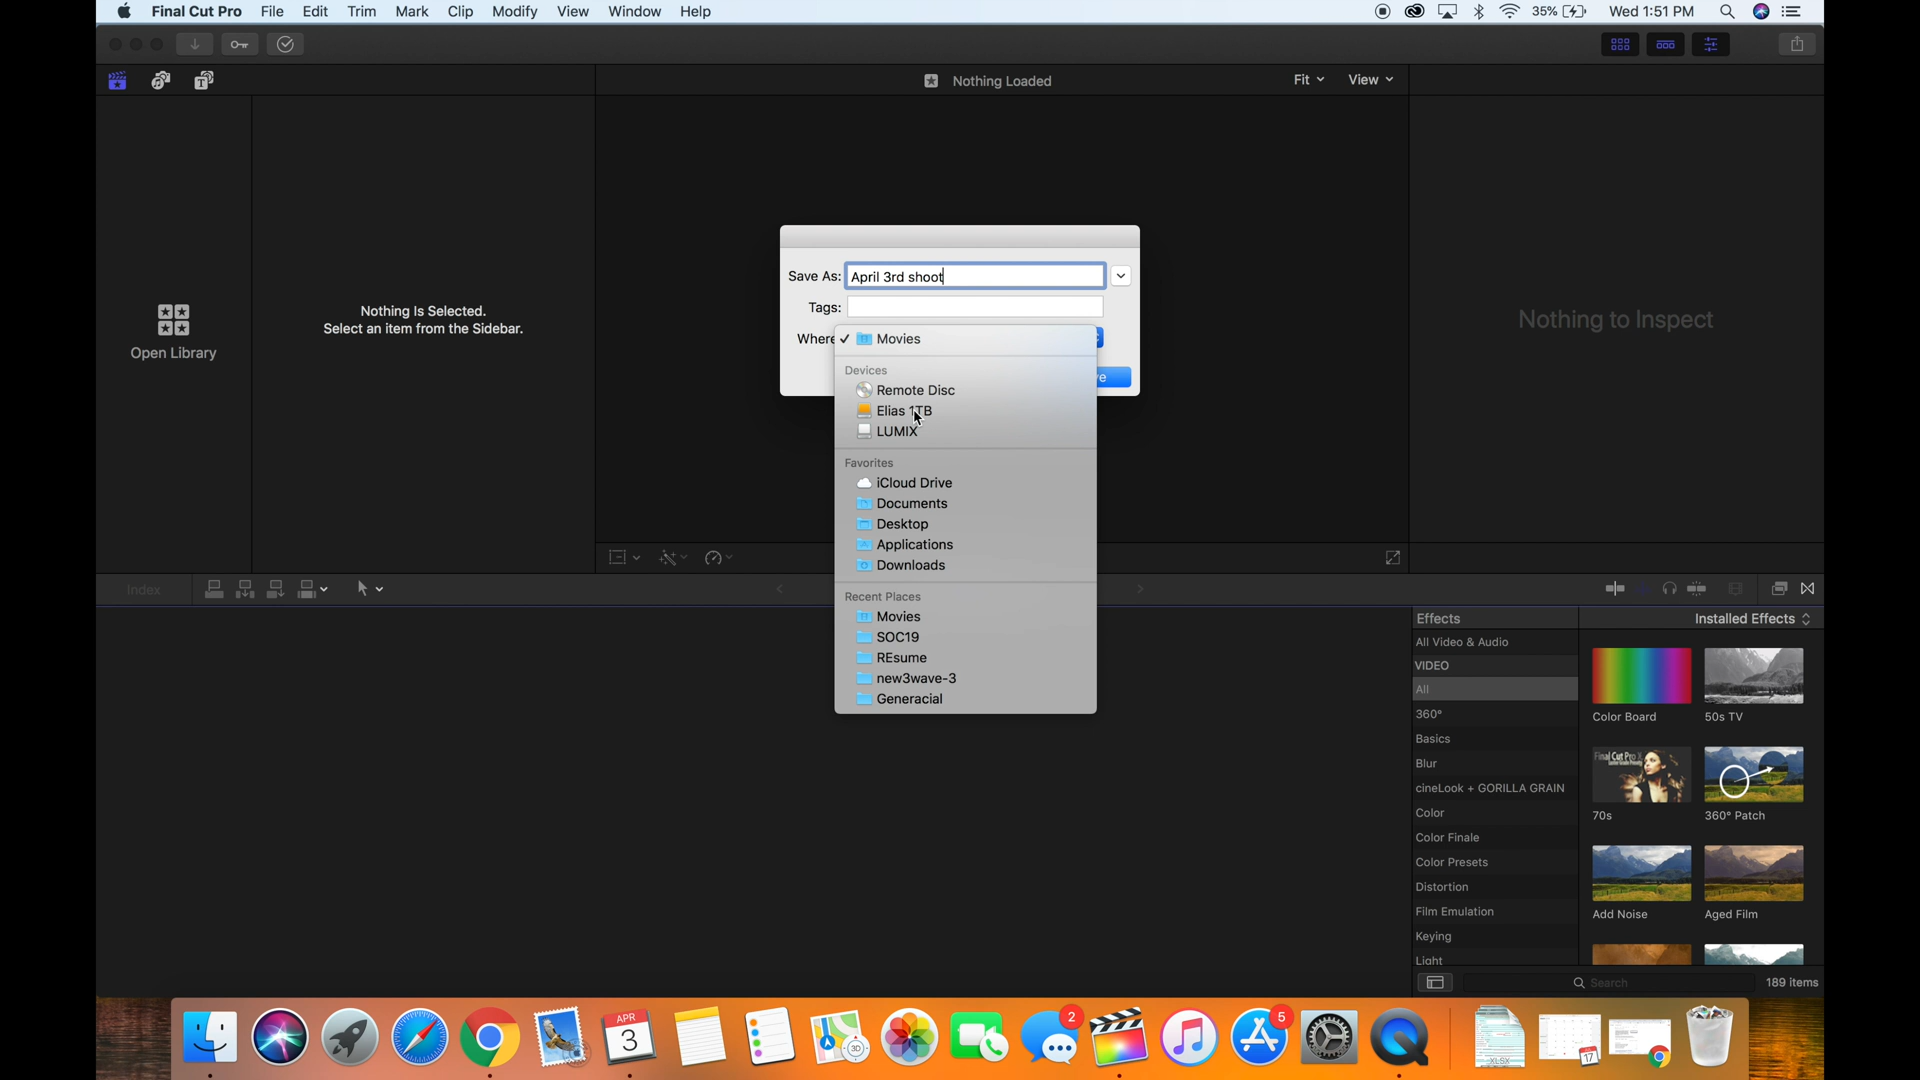 Final Cut Pro File Edit Trim Mark Clip Modify View Window Help 35% Wed 1:51 PM
Nothing Loaded Fit View
Open Library
Nothing Is Selected.
Select an item from the Sidebar.
Save As: April 3rd shoot
Tags:
Where Movies
Devices
Remote Disc
Elias 1TB
LUMIX
Favorites
iCloud Drive
Documents
Desktop
Applications
Downloads
Recent Places
Movies
SOC19
REsume
new3wave-3
Generacial
Nothing to Inspect
Index
Effects Installed Effects
All Video & Audio
VIDEO
All
360°
Basics
Blur
cineLook + GORILLA GRAIN
Color
Color Finale
Color Presets
Distortion
Film Emulation
Keying
Light
Color Board 50s TV
70s 360° Patch
Add Noise Aged Film
Search 189 items
APR
3
3D
2
5
XLSX
17